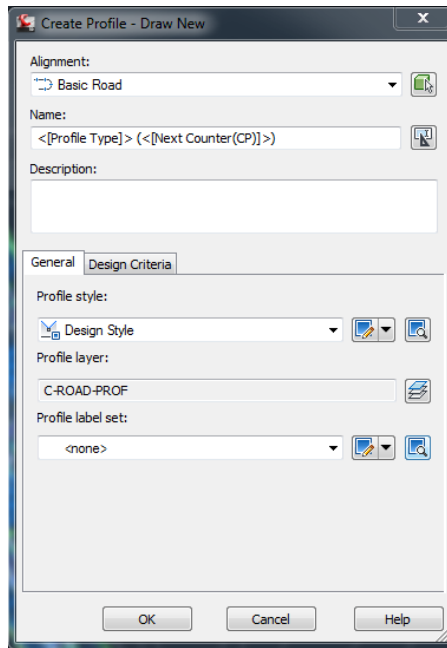 Create Profile - Draw New
X
Alignment:
Basic Road
Name:
<[Profile Type]> (<[Next Counter(CP)]>)
Description:
General Design Criteria
Profile style:
Design Style
Profile layer:
C-ROAD-PROF
Profile label set:
<none>
OK Cancel Help